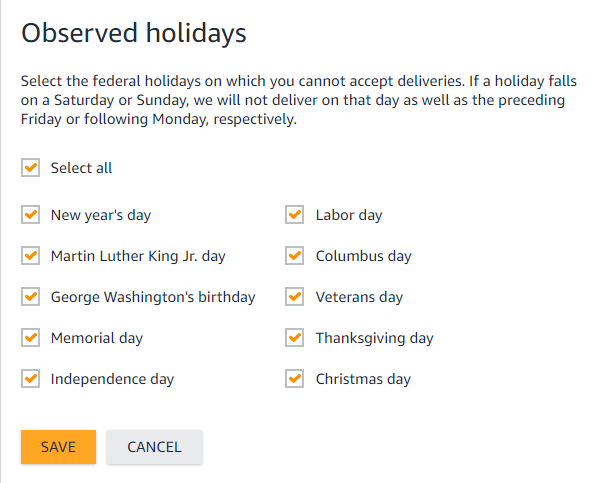 Observed holidays
Select the federal holidays on which you cannot accept deliveries. If a holiday falls
on a Saturday or Sunday, we will not deliver on that day as well as the preceding
Friday or following Monday, respectively.
Select all
New year's day
Labor day
Martin Luther King Jr. day
Columbus day
George Washington's birthday
Veterans day
Memorial day
Thanksgiving day
Independence day
Christmas day
SAVE
CANCEL